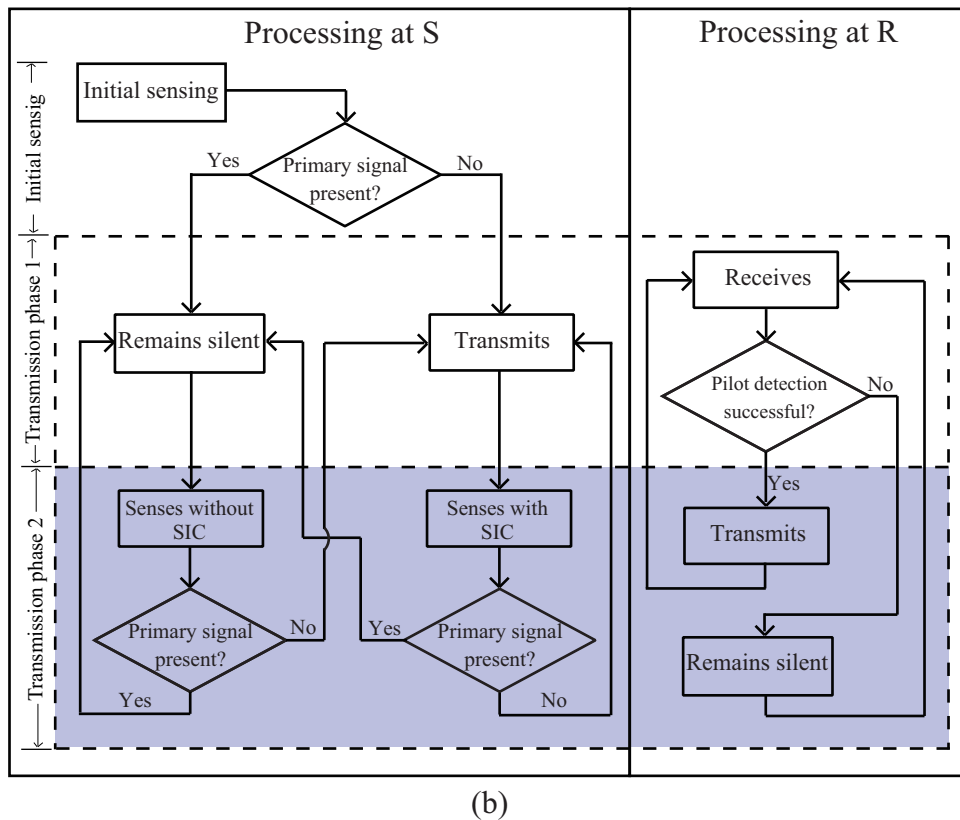 Processing at S
Processing at R
Initial sensig
Initial sensing
Primary signal
present?
Yes
No
Transmission phase 1
Remains silent
Transmits
Receives
Pilot detection
successful?
No
Yes
Transmission phase 2
Senses without
SIC
Senses with
SIC
Transmits
Primary signal
present?
No
Yes
Yes
Primary signal
present?
No
Remains silent
(b)